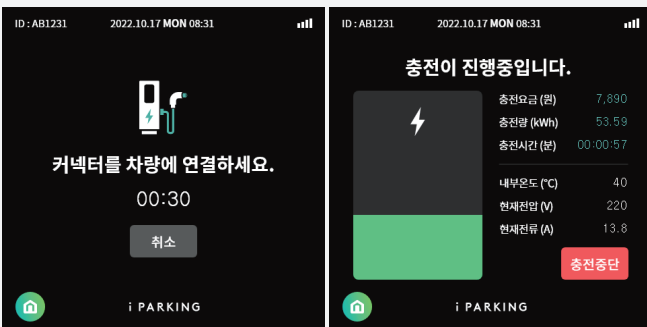 ID : AB1231 2022.10.17 MON 08:31
커넥터를 차량에 연결하세요.
00:30
취소
i PARKING
ID : AB1231 2022.10.17 MON 08:31
충전이 진행중입니다.
충전요금 (원) 7,890
충전량 (kWh) 53.59
충전시간 (분) 00:00:57
내부온도 (℃) 40
현재전압 (V) 220
현재전류 (A) 13.8
충전중단
i PARKING